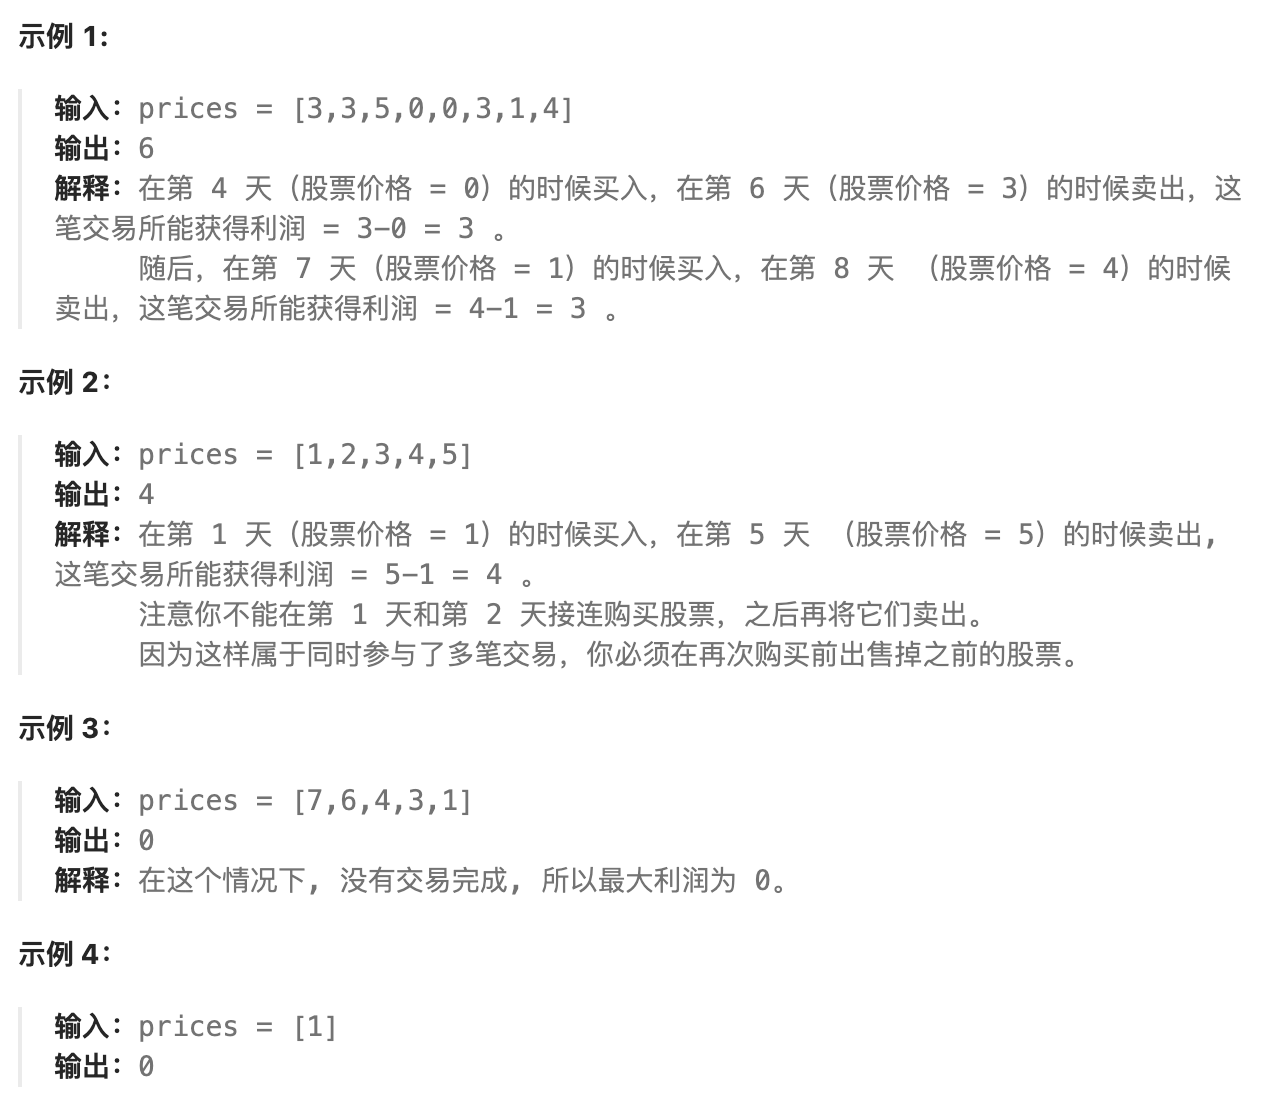 示例 1:
输入：prices = [3,3,5,0,0,3,1,4]
输出：6
解释：在第 4 天（股票价格 = 0）的时候买入，在第 6 天（股票价格 = 3）的时候卖出，这
笔交易所能获得利润 = 3-0 = 3 。
随后，在第 7 天（股票价格 = 1）的时候买入，在第 8 天 （股票价格 = 4）的时候
卖出，这笔交易所能获得利润 = 4-1 = 3 。
示例 2：
输入：prices = [1,2,3,4,5]
输出：4
解释：在第 1 天（股票价格 = 1）的时候买入，在第 5 天 （股票价格 = 5）的时候卖出, 
这笔交易所能获得利润 = 5-1 = 4 。
注意你不能在第 1 天和第 2 天接连购买股票，之后再将它们卖出。
因为这样属于同时参与了多笔交易，你必须在再次购买前出售掉之前的股票。
示例 3：
输入：prices = [7,6,4,3,1]
输出：0
解释：在这个情况下, 没有交易完成, 所以最大利润为 0。
示例 4：
输入：prices = [1]
输出：0